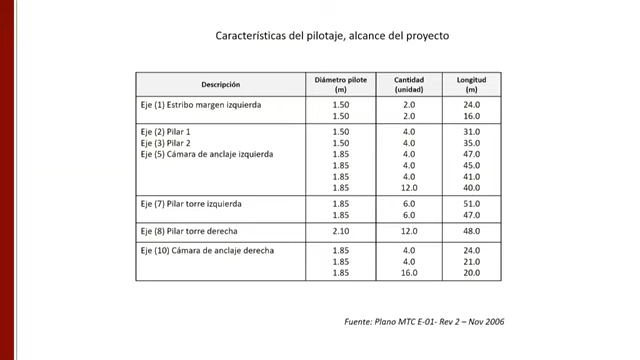 Características del pilotaje, alcance del proyecto
Descripción Diámetro pilote (m) Cantidad (unidad) Longitud (m)
Eje (1) Estribo margen izquierda 1.50 2.0 24.0
1.50 2.0 16.0
Eje (2) Pilar 1 1.50 4.0 31.0
Eje (3) Pilar 2 1.50 4.0 35.0
Eje (5) Cámara de anclaje izquierda 1.85 4.0 47.0
1.85 4.0 45.0
1.85 4.0 41.0
1.85 12.0 40.0
Eje (7) Pilar torre izquierda 1.85 6.0 51.0
1.85 6.0 47.0
Eje (8) Pilar torre derecha 2.10 12.0 48.0
Eje (10) Cámara de anclaje derecha 1.85 4.0 24.0
1.85 4.0 21.0
1.85 16.0 20.0
Fuente: Plano MTC E-01- Rev 2 – Nov 2006